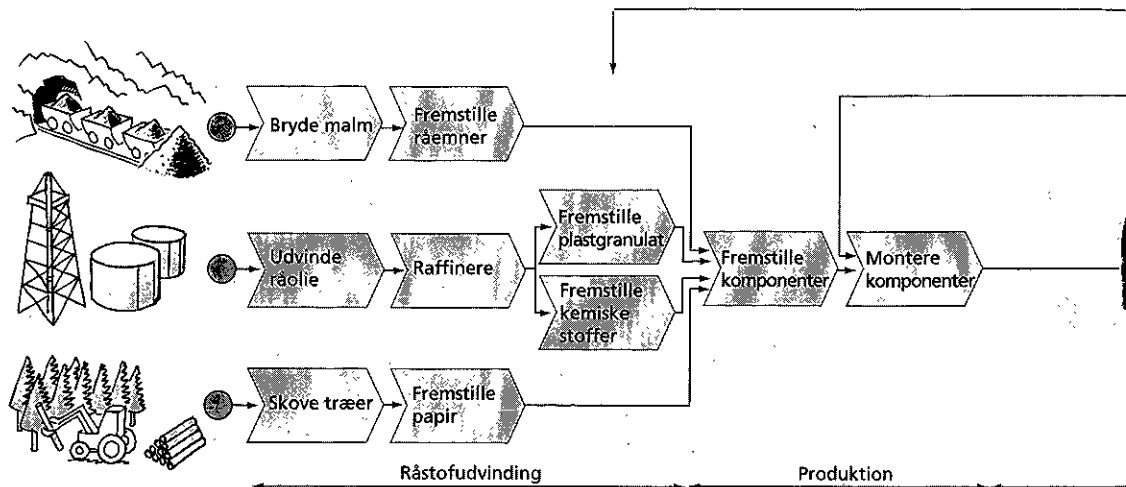 Bryde malm
Fremstille
råemner
Fremstille
plastgranulat
Udvinde
råolie
Raffinere
Fremstille
kemiske
stoffer
Fremstille
komponenter
Montere
komponenter
Skove træer
Fremstille
papir
Råstofudvinding
Produktion